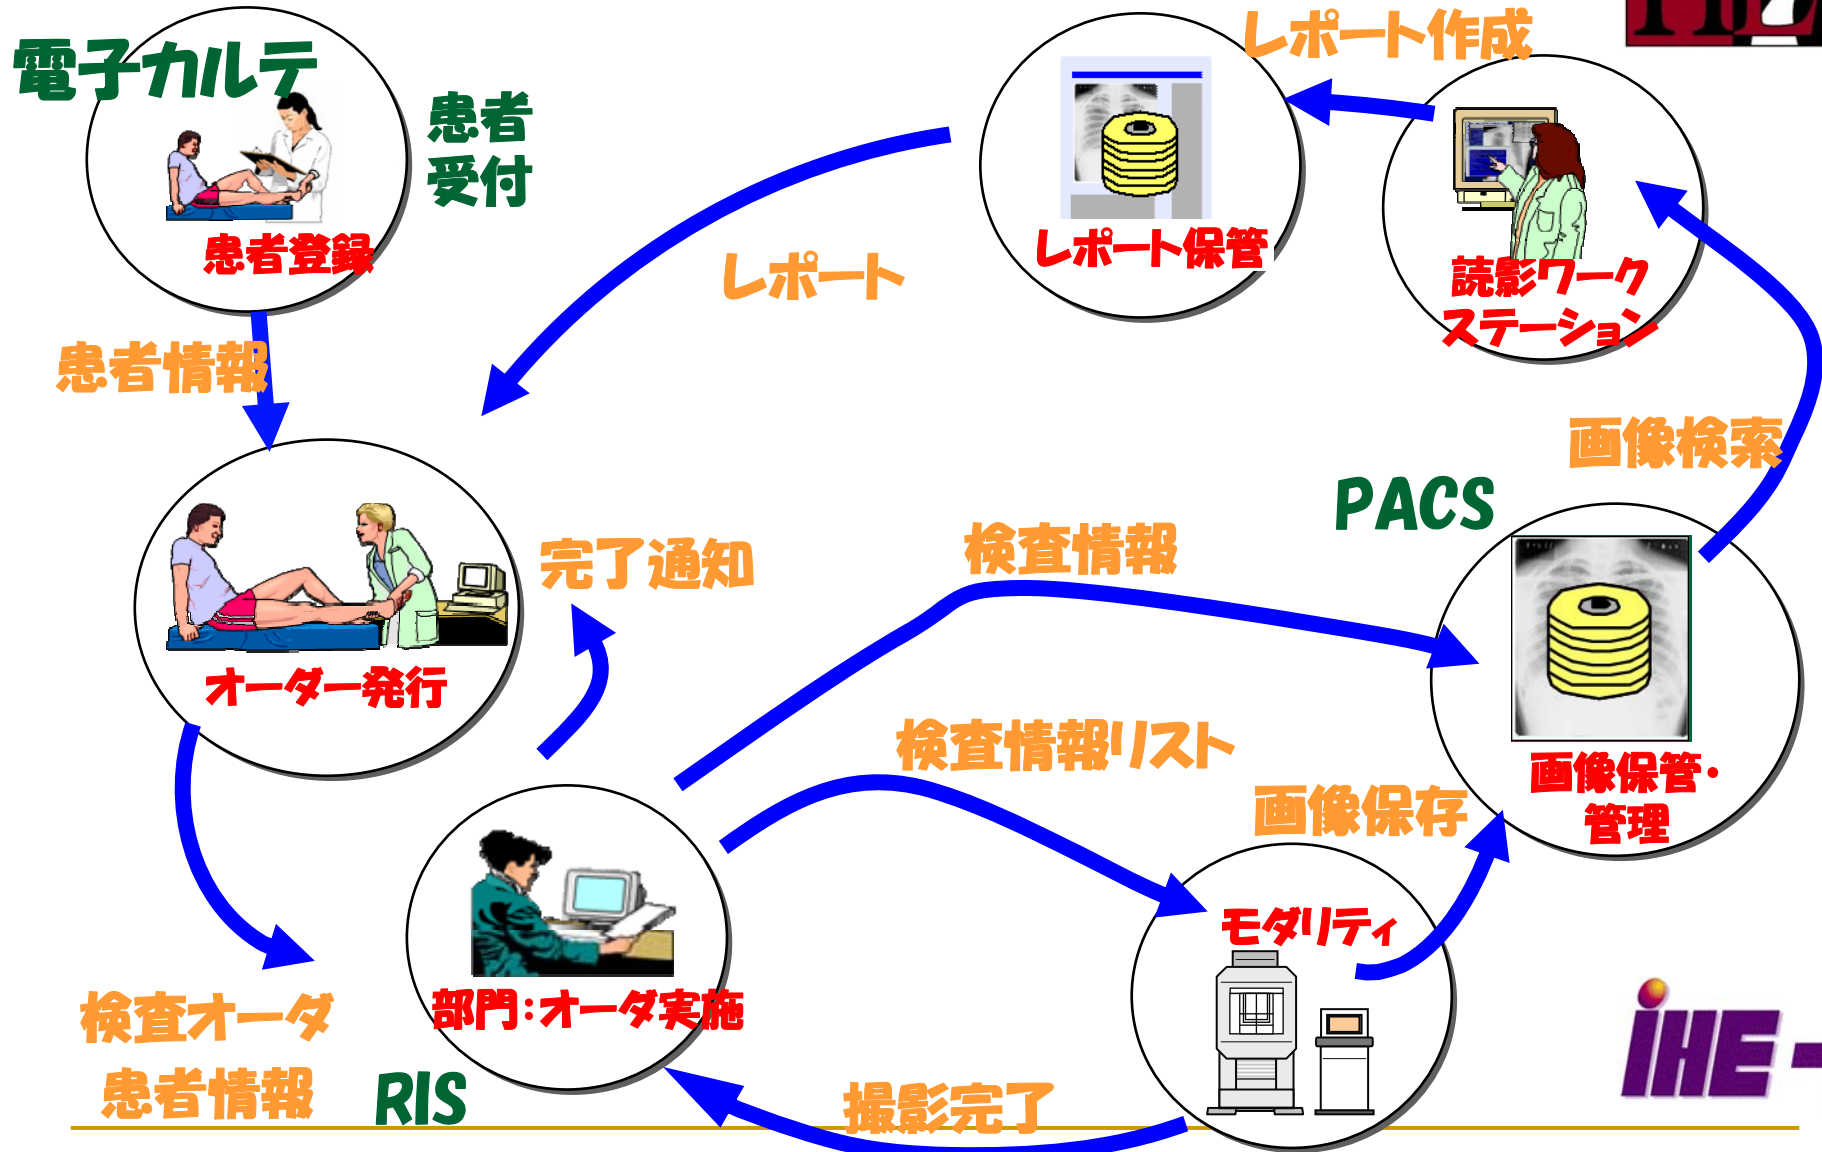 電子カルテ
患者
受付
患者登録
患者情報
レポート作成
レポート保管
読影ワーク
ステーション
レポート
画像検索
PACS
完了通知
検査情報
オーダー発行
検査情報リスト
画像保存
画像保管・
管理
モダリティ
部門:オーダ実施
検査オーダ
患者情報
RIS
撮影完了
IHE-